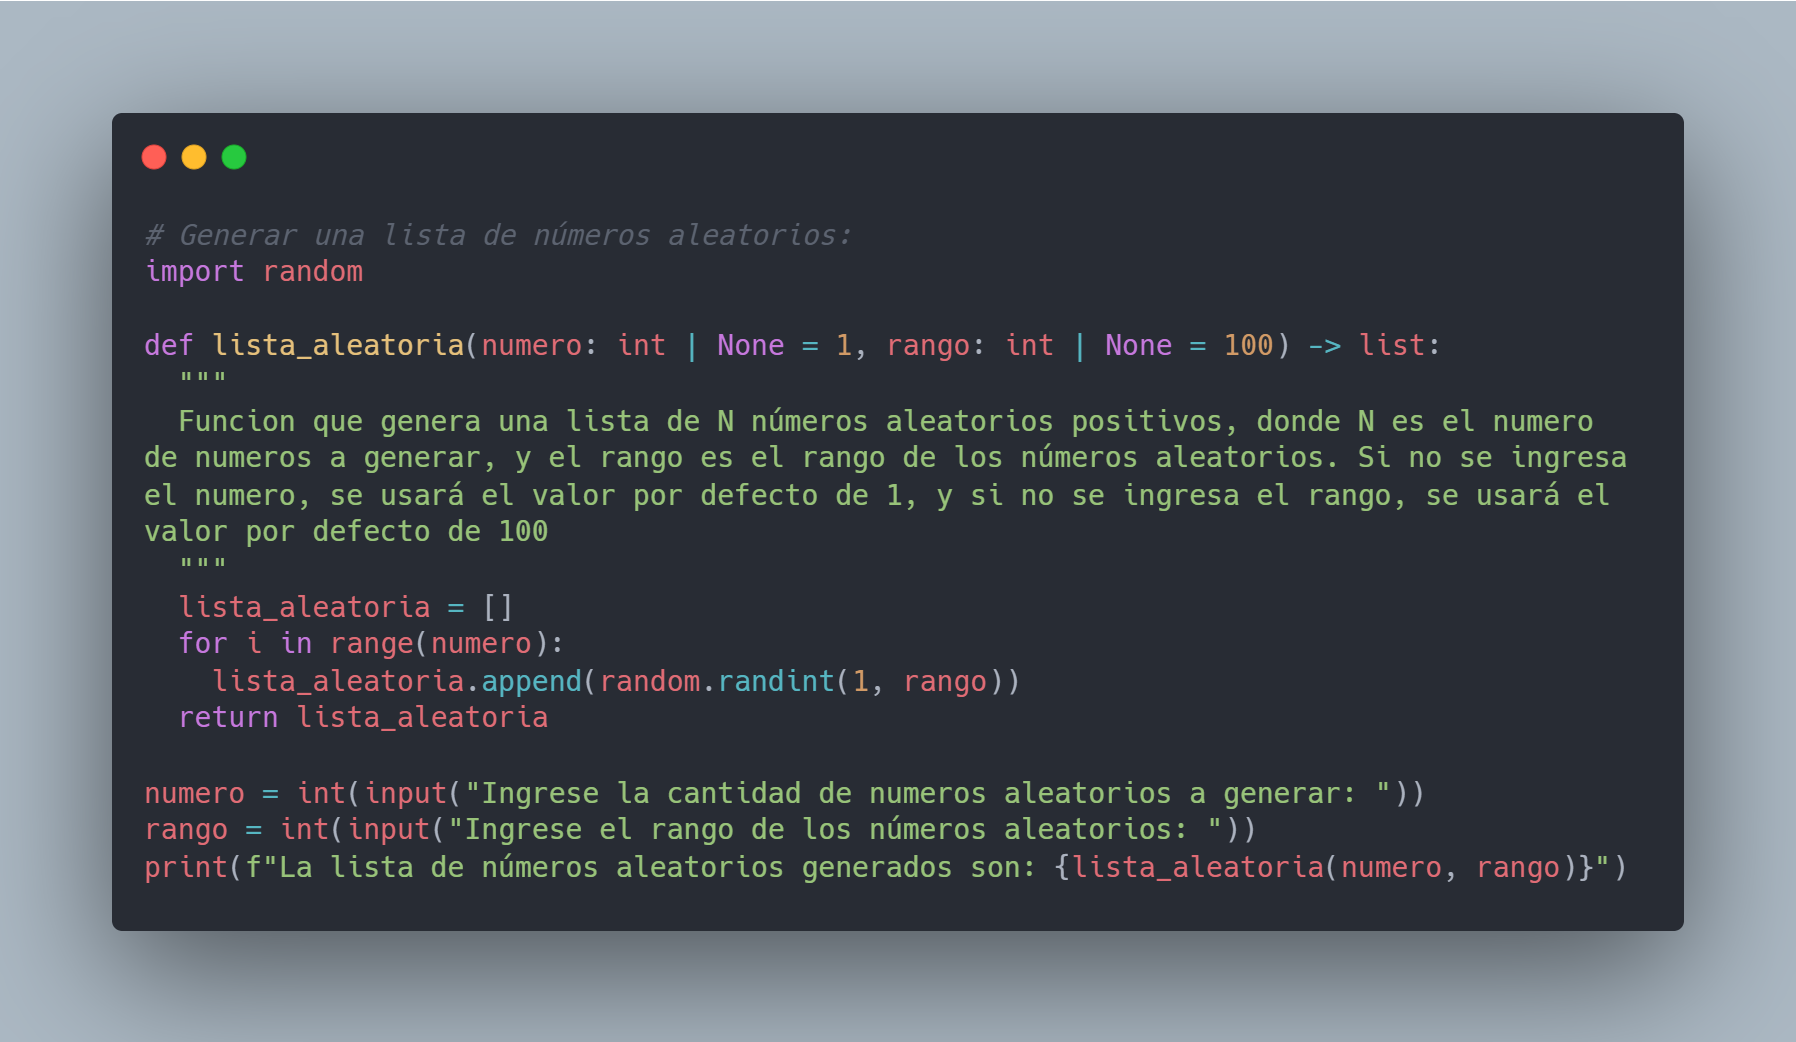 # Generar una lista de números aleatorios:
import random
def lista_aleatoria(numero: int | None = 1, rango: int | None = 100) -> list:
  """
  Funcion que genera una lista de N números aleatorios positivos, donde N es el numero
de numeros a generar, y el rango es el rango de los números aleatorios. Si no se ingresa
el numero, se usará el valor por defecto de 1, y si no se ingresa el rango, se usará el
valor por defecto de 100
  """
  lista_aleatoria = []
  for i in range(numero):
    lista_aleatoria.append(random.randint(1, rango))
  return lista_aleatoria
numero = int(input("Ingrese la cantidad de numeros aleatorios a generar: "))
rango = int(input("Ingrese el rango de los números aleatorios: "))
print(f"La lista de números aleatorios generados son: {lista_aleatoria(numero, rango)}")